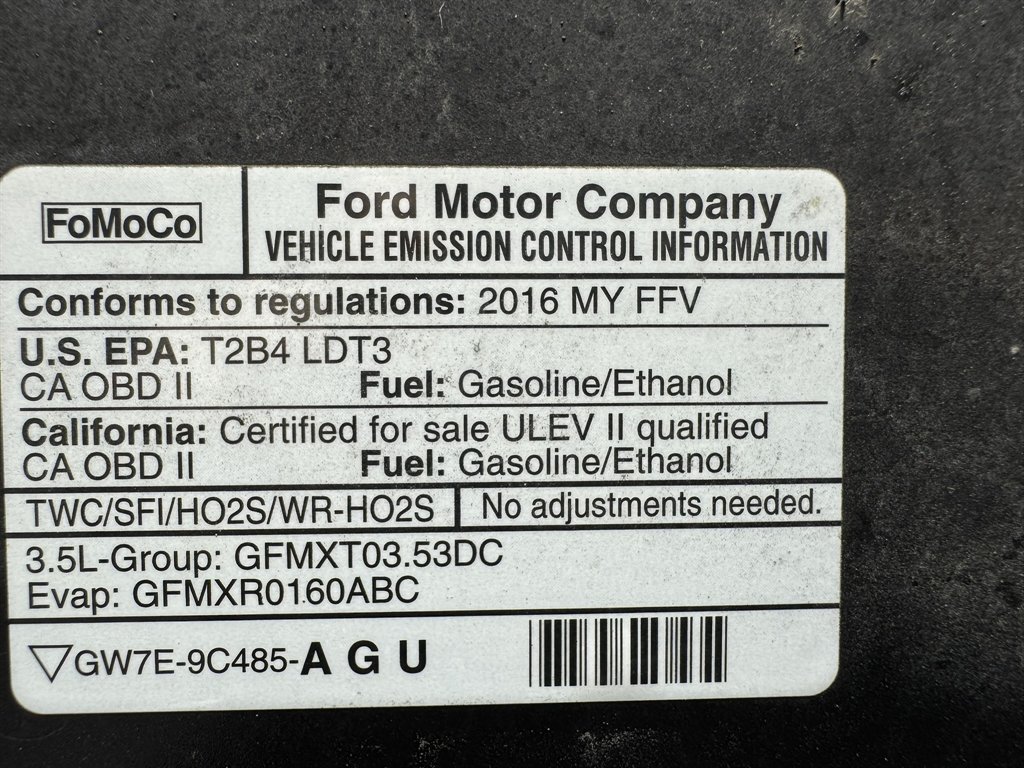 FoMoCo
Ford Motor Company
VEHICLE EMISSION CONTROL INFORMATION
Conforms to regulations: 2016 MY FFV
U.S. EPA: T2B4 LDT3
CA OBD II Fuel: Gasoline/Ethanol
California: Certified for sale ULEV II qualified
CA OBD II Fuel: Gasoline/Ethanol
TWC/SFI/HO2S/WR-HO2S No adjustments needed.
3.5L-Group: GFMXT03.53DC
Evap: GFMXR0160ABC
GW7E-9C485-A G U